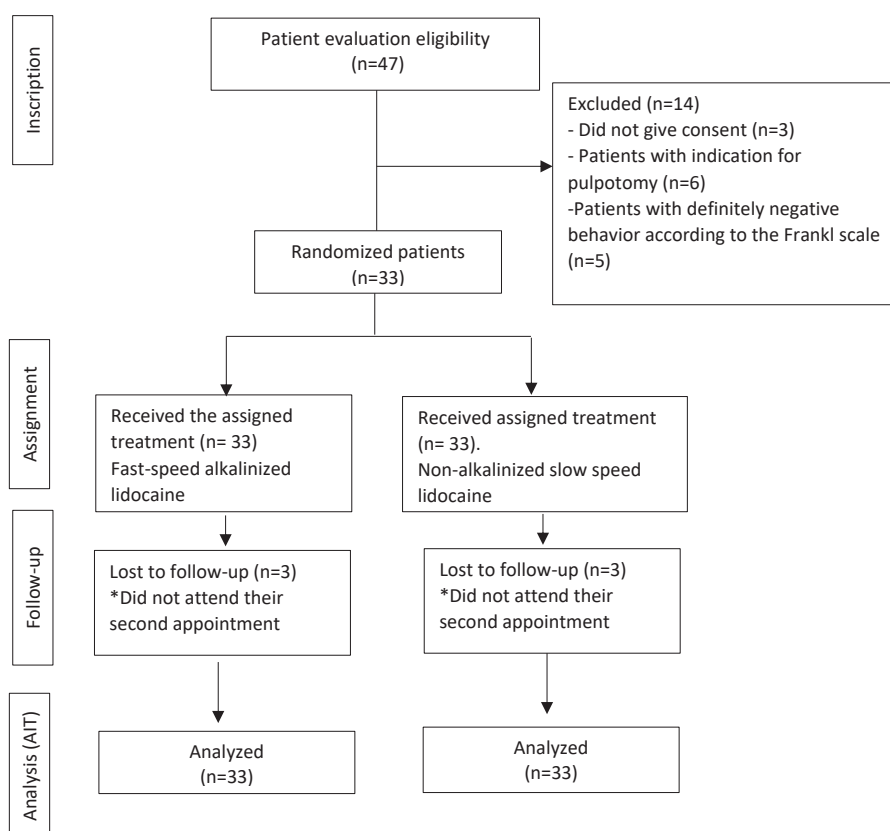 Inscription
Patient evaluation eligibility
(n=47)
Excluded (n=14)
- Did not give consent (n=3)
- Patients with indication for
pulpotomy (n=6)
-Patients with definitely negative
behavior according to the Frankl scale
(n=5)
Randomized patients
(n=33)
Assignment
Received the assigned
treatment (n= 33)
Fast-speed alkalinized
lidocaine
Received assigned treatment
(n= 33).
Non-alkalinized slow speed
lidocaine
Follow-up
Lost to follow-up (n=3)
*Did not attend their
second appointment
Lost to follow-up (n=3)
*Did not attend their
second appointment
Analysis (AIT)
Analyzed
(n=33)
Analyzed
(n=33)